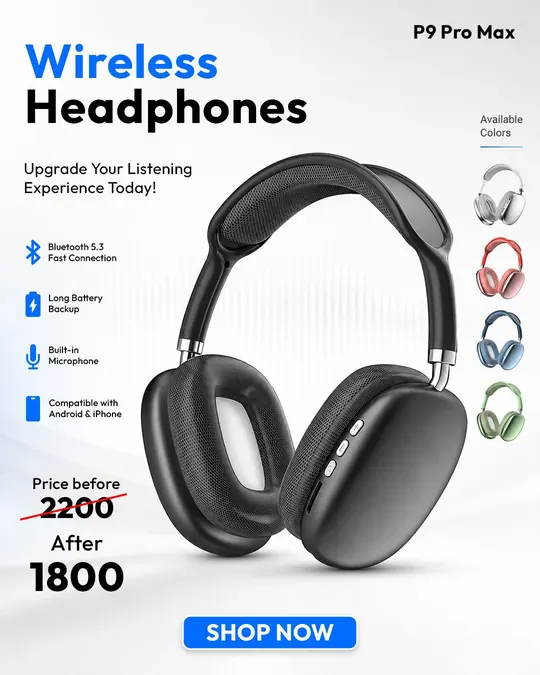 P9 Pro Max
Wireless
Headphones
Available
Colors
Upgrade Your Listening
Experience Today!
Bluetooth 5.3
Fast Connection
Long Battery
Backup
Built-in
Microphone
Compatible with
Android & iPhone
Price before
2200
After
1800
SHOP NOW